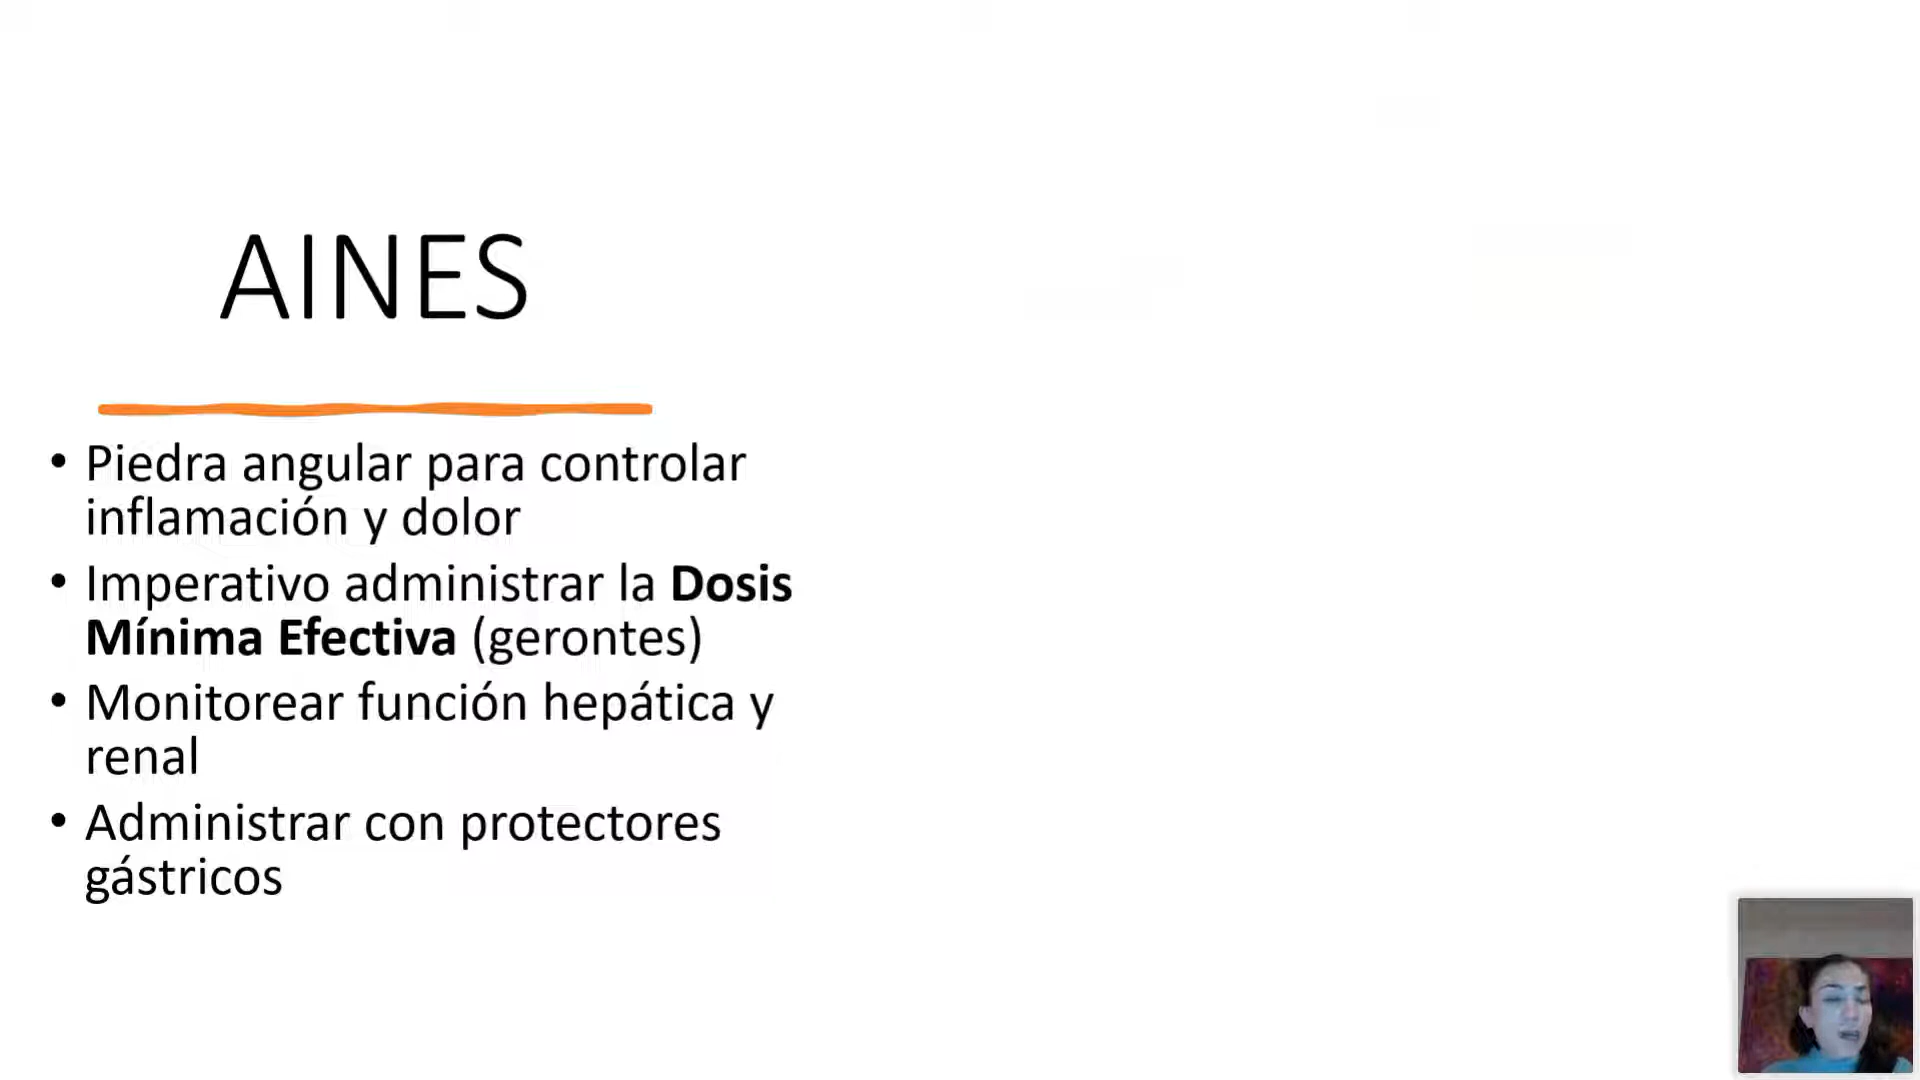 AINES
• Piedra angular para controlar
inflamación y dolor
• Imperativo administrar la Dosis
Mínima Efectiva (gerontes)
• Monitorear función hepática y
renal
• Administrar con protectores
gástricos